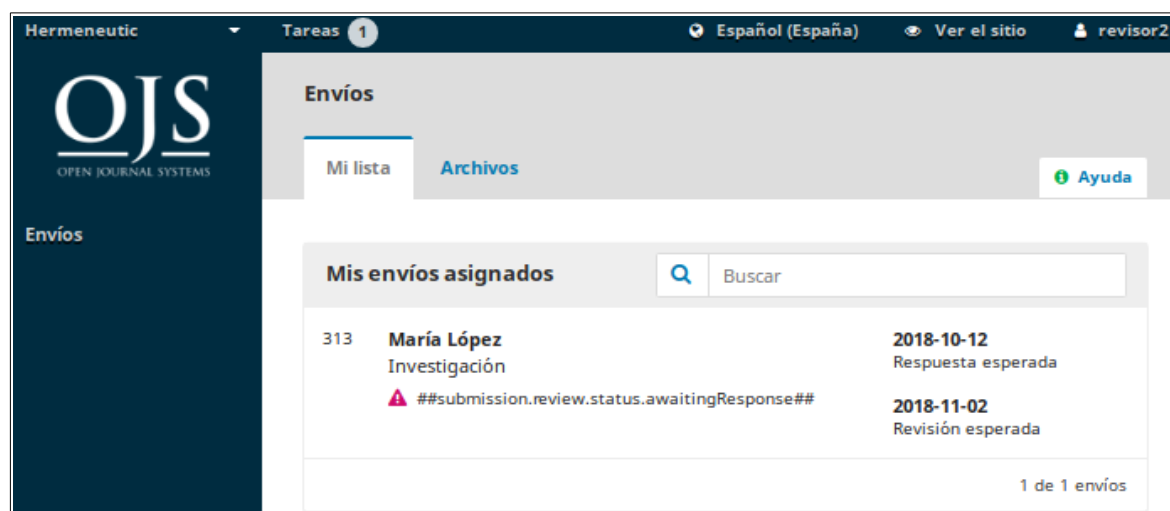 Hermeneutic Tareas 1 Español (España) Ver el sitio revisor2
OJS
OPEN JOURNAL SYSTEMS
Envíos
Envíos
Mi lista Archivos
Ayuda
Mis envíos asignados Buscar
313 María López 2018-10-12
Investigación Respuesta esperada
##submission.review.status.awaitingResponse## 2018-11-02
Revisión esperada
1 de 1 envíos